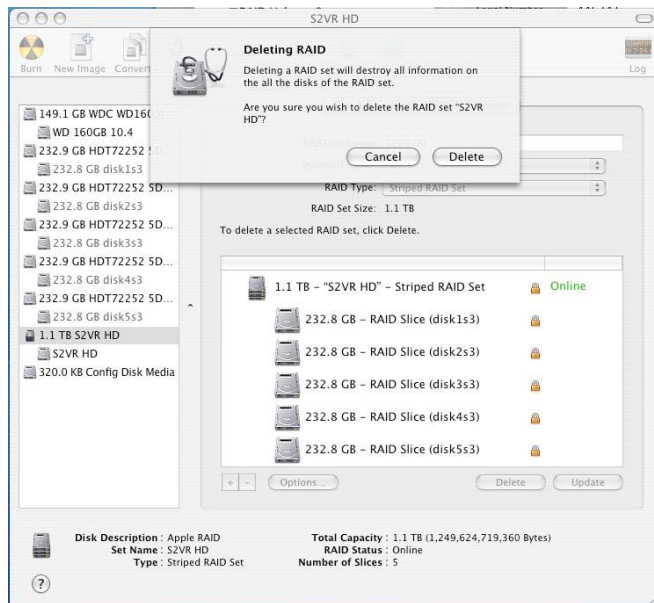 S2VR HD
Burn
New Image
Convert
Log
Deleting RAID
Deleting a RAID set will destroy all information on
the all the disks of the RAID set.
Are you sure you wish to delete the RAID set "S2VR
HD"?
Cancel
Delete
149.1 GB WDC WD160
WD 160GB 10.4
232.9 GB HDT72252
232.8 GB disk1s3
232.9 GB HDT72252 5D...
232.8 GB disk2s3
232.9 GB HDT72252 5D...
232.8 GB disk3s3
232.9 GB HDT72252 5D...
232.8 GB disk4s3
232.9 GB HDT72252 5D...
232.8 GB disk5s3
1.1 TB S2VR HD
S2VR HD
320.0 KB Config Disk Media
RAID Type: Striped RAID Set
RAID Set Size: 1.1 TB
To delete a selected RAID set, click Delete.
1.1 TB – "S2VR HD" – Striped RAID Set Online
232.8 GB – RAID Slice (disk1s3)
232.8 GB – RAID Slice (disk2s3)
232.8 GB – RAID Slice (disk3s3)
232.8 GB – RAID Slice (disk4s3)
232.8 GB – RAID Slice (disk5s3)
+ - Options... Delete Update
Disk Description : Apple RAID
Set Name : S2VR HD
Type : Striped RAID Set
Total Capacity : 1.1 TB (1,249,624,719,360 Bytes)
RAID Status : Online
Number of Slices : 5
?